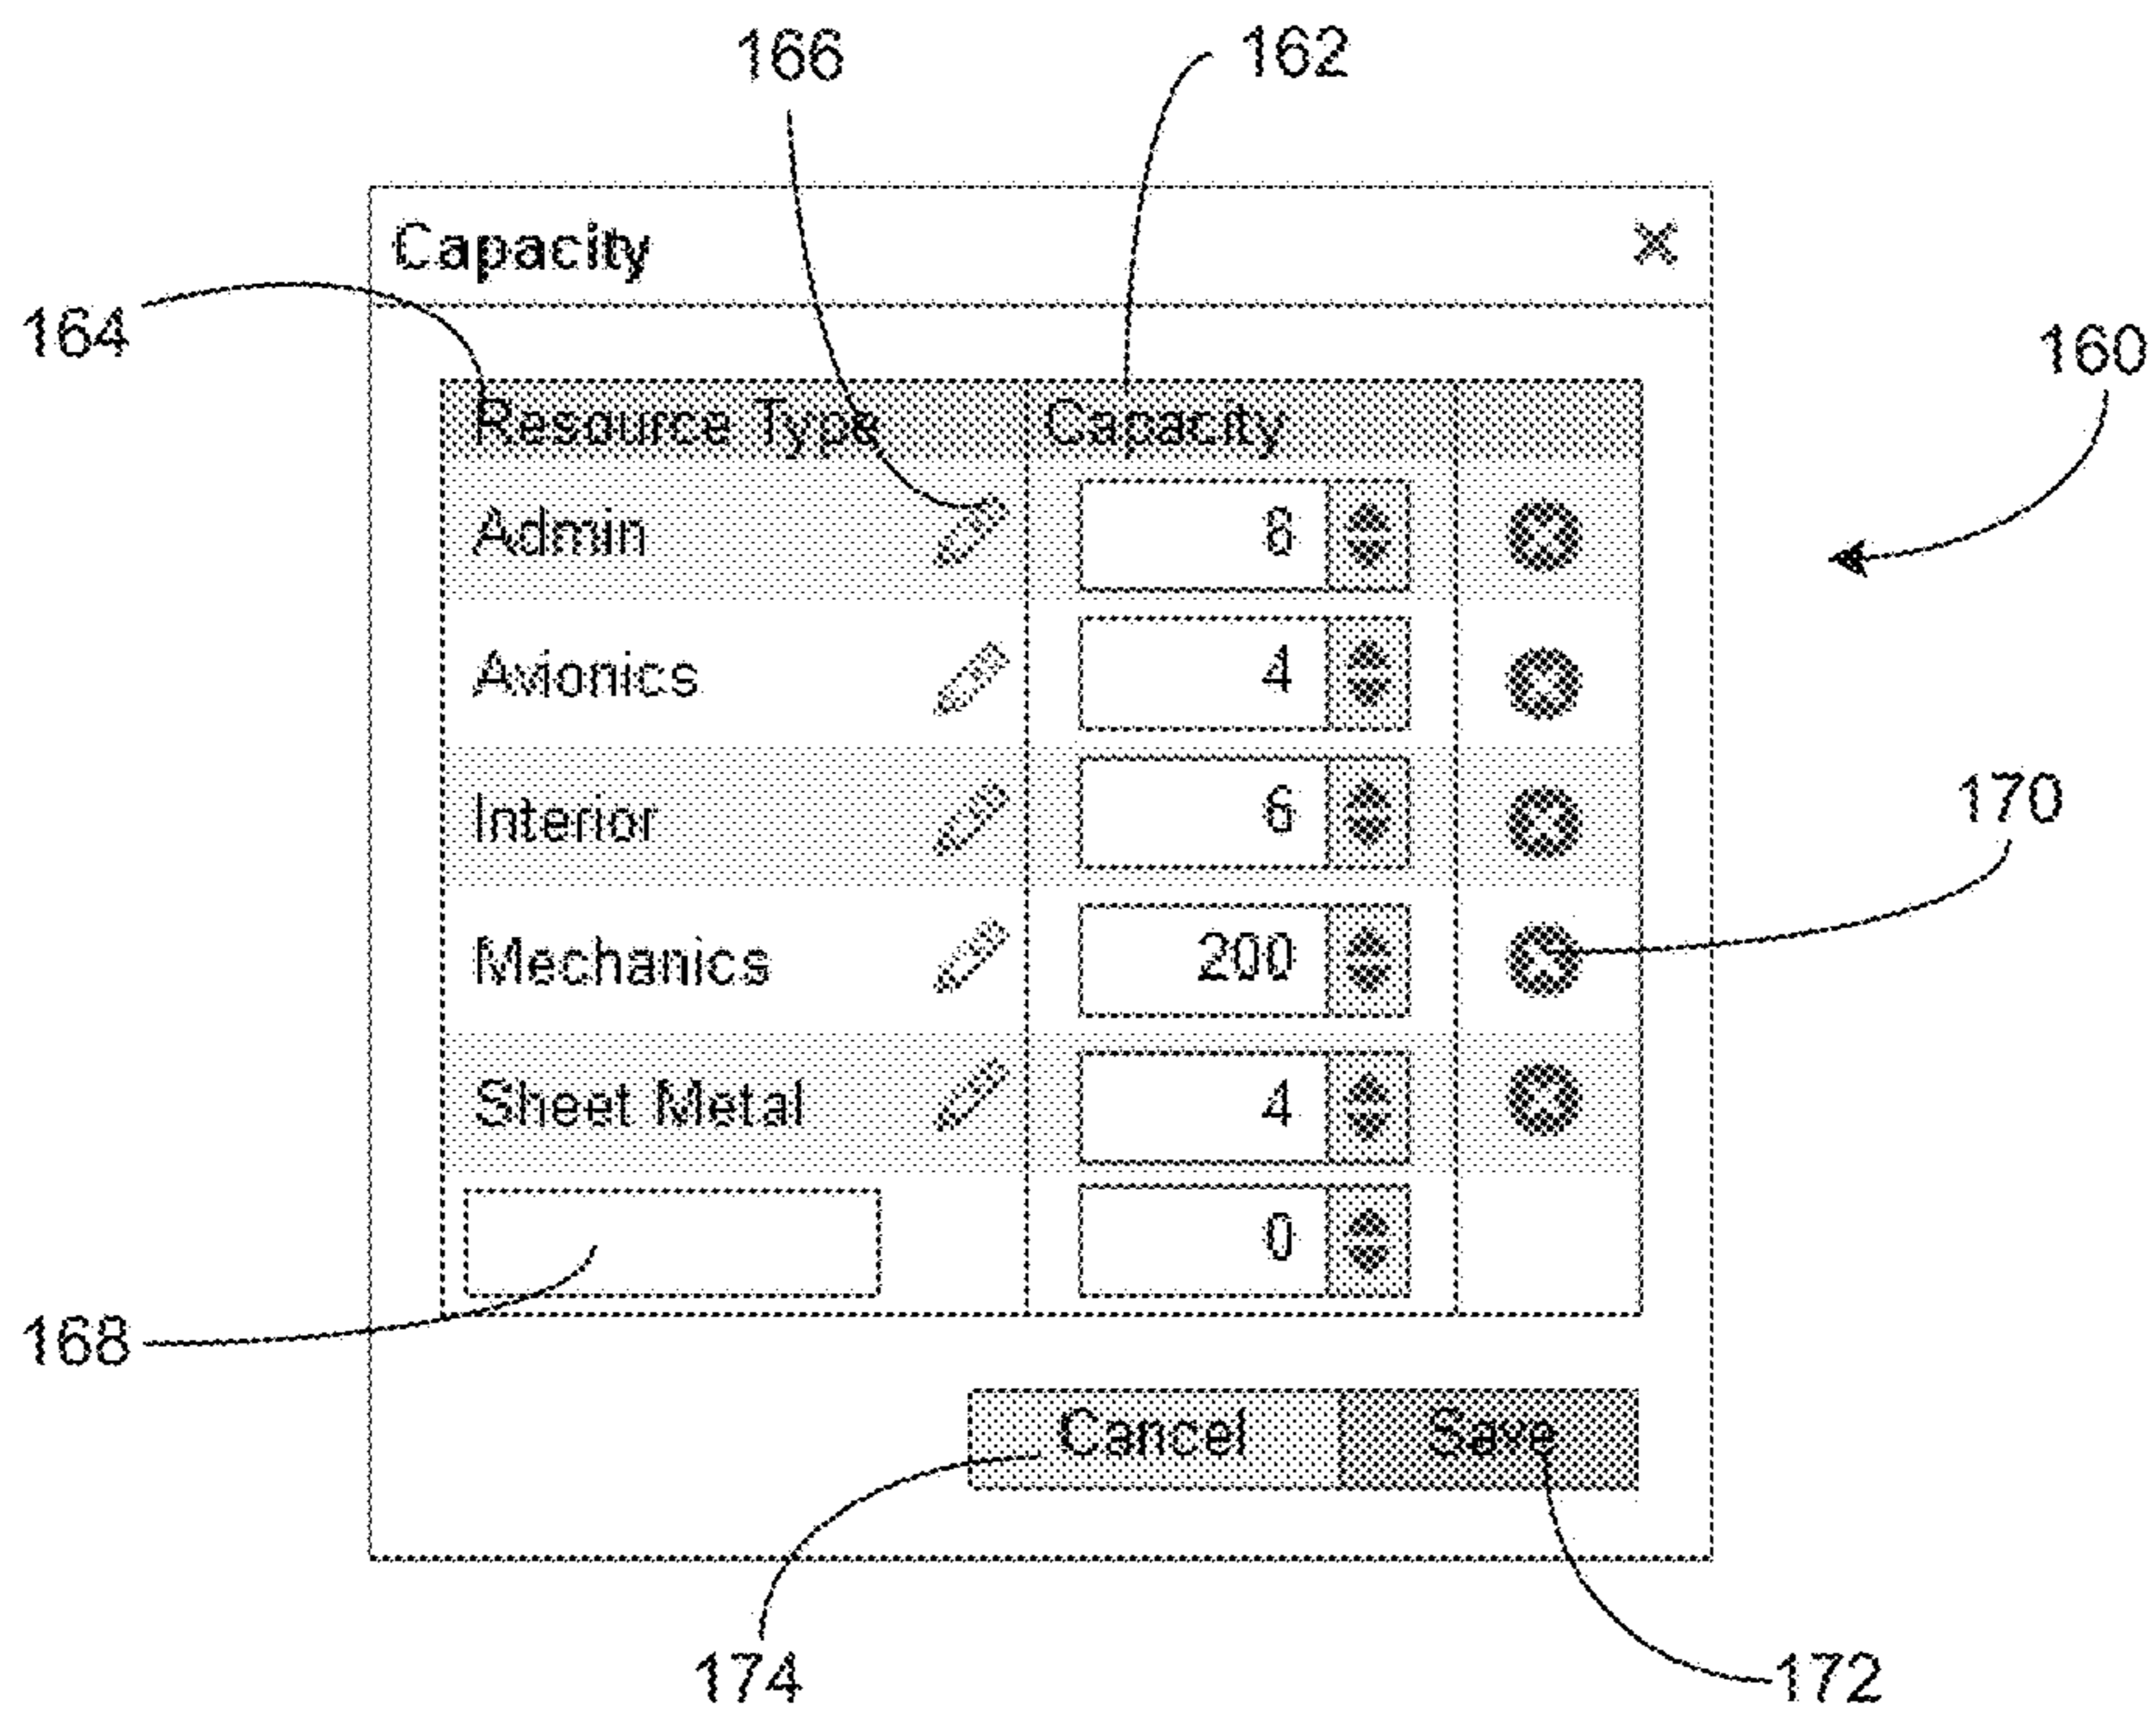 166 162
Capacity
164
160
Resource Type Capacity
Admin 8
Avionics 4
Interior 6
170
Mechanics 200
Sheet Metal 4
0
168
Cancel Save
174 172